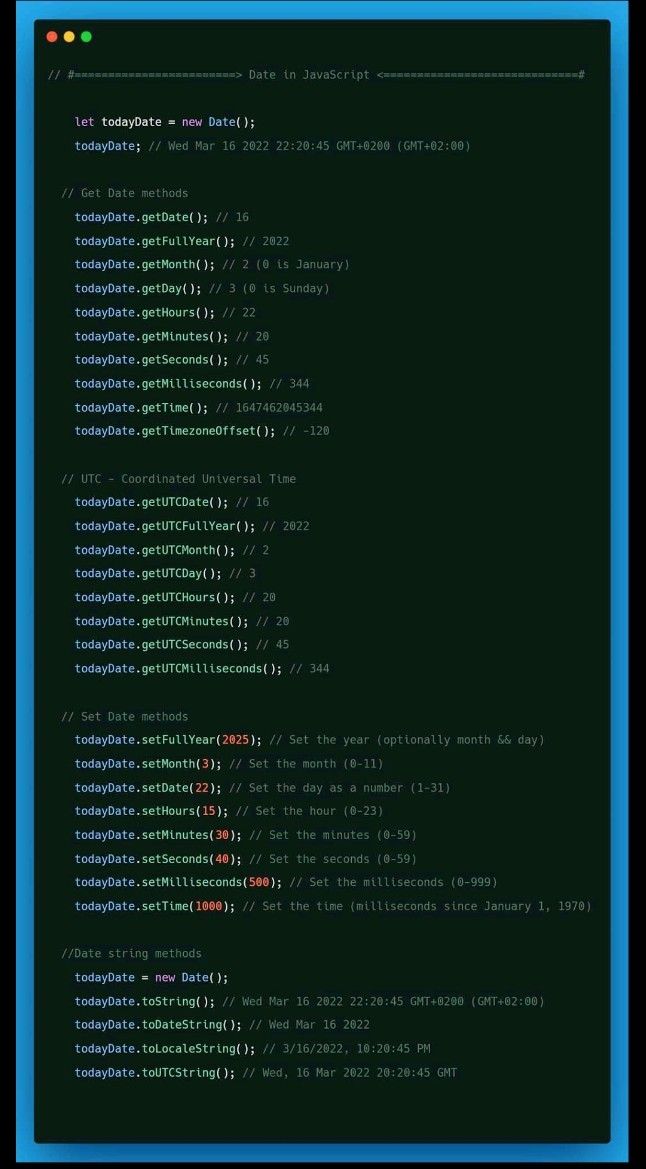 // #========================> Date in JavaScript <=============================#
let todayDate = new Date();
todayDate; // Wed Mar 16 2022 22:20:45 GMT+0200 (GMT+02:00)
// Get Date methods
todayDate.getDate(); // 16
todayDate.getFullYear(); // 2022
todayDate.getMonth(); // 2 (0 is January)
todayDate.getDay(); // 3 (0 is Sunday)
todayDate.getHours(); // 22
todayDate.getMinutes(); // 20
todayDate.getSeconds(); // 45
todayDate.getMilliseconds(); // 344
todayDate.getTime(); // 1647462045344
todayDate.getTimezoneOffset(); // -120
// UTC - Coordinated Universal Time
todayDate.getUTCDate(); // 16
todayDate.getUTCFullYear(); // 2022
todayDate.getUTCMonth(); // 2
todayDate.getUTCDay(); // 3
todayDate.getUTCHours(); // 20
todayDate.getUTCMinutes(); // 20
todayDate.getUTCSeconds(); // 45
todayDate.getUTCMilliseconds(); // 344
// Set Date methods
todayDate.setFullYear(2025); // Set the year (optionally month && day)
todayDate.setMonth(3); // Set the month (0-11)
todayDate.setDate(22); // Set the day as a number (1-31)
todayDate.setHours(15); // Set the hour (0-23)
todayDate.setMinutes(30); // Set the minutes (0-59)
todayDate.setSeconds(40); // Set the seconds (0-59)
todayDate.setMilliseconds(500); // Set the milliseconds (0-999)
todayDate.setTime(1000); // Set the time (milliseconds since January 1, 1970)
//Date string methods
todayDate = new Date();
todayDate.toString(); // Wed Mar 16 2022 22:20:45 GMT+0200 (GMT+02:00)
todayDate.toDateString(); // Wed Mar 16 2022
todayDate.toLocaleString(); // 3/16/2022, 10:20:45 PM
todayDate.toUTCString(); // Wed, 16 Mar 2022 20:20:45 GMT